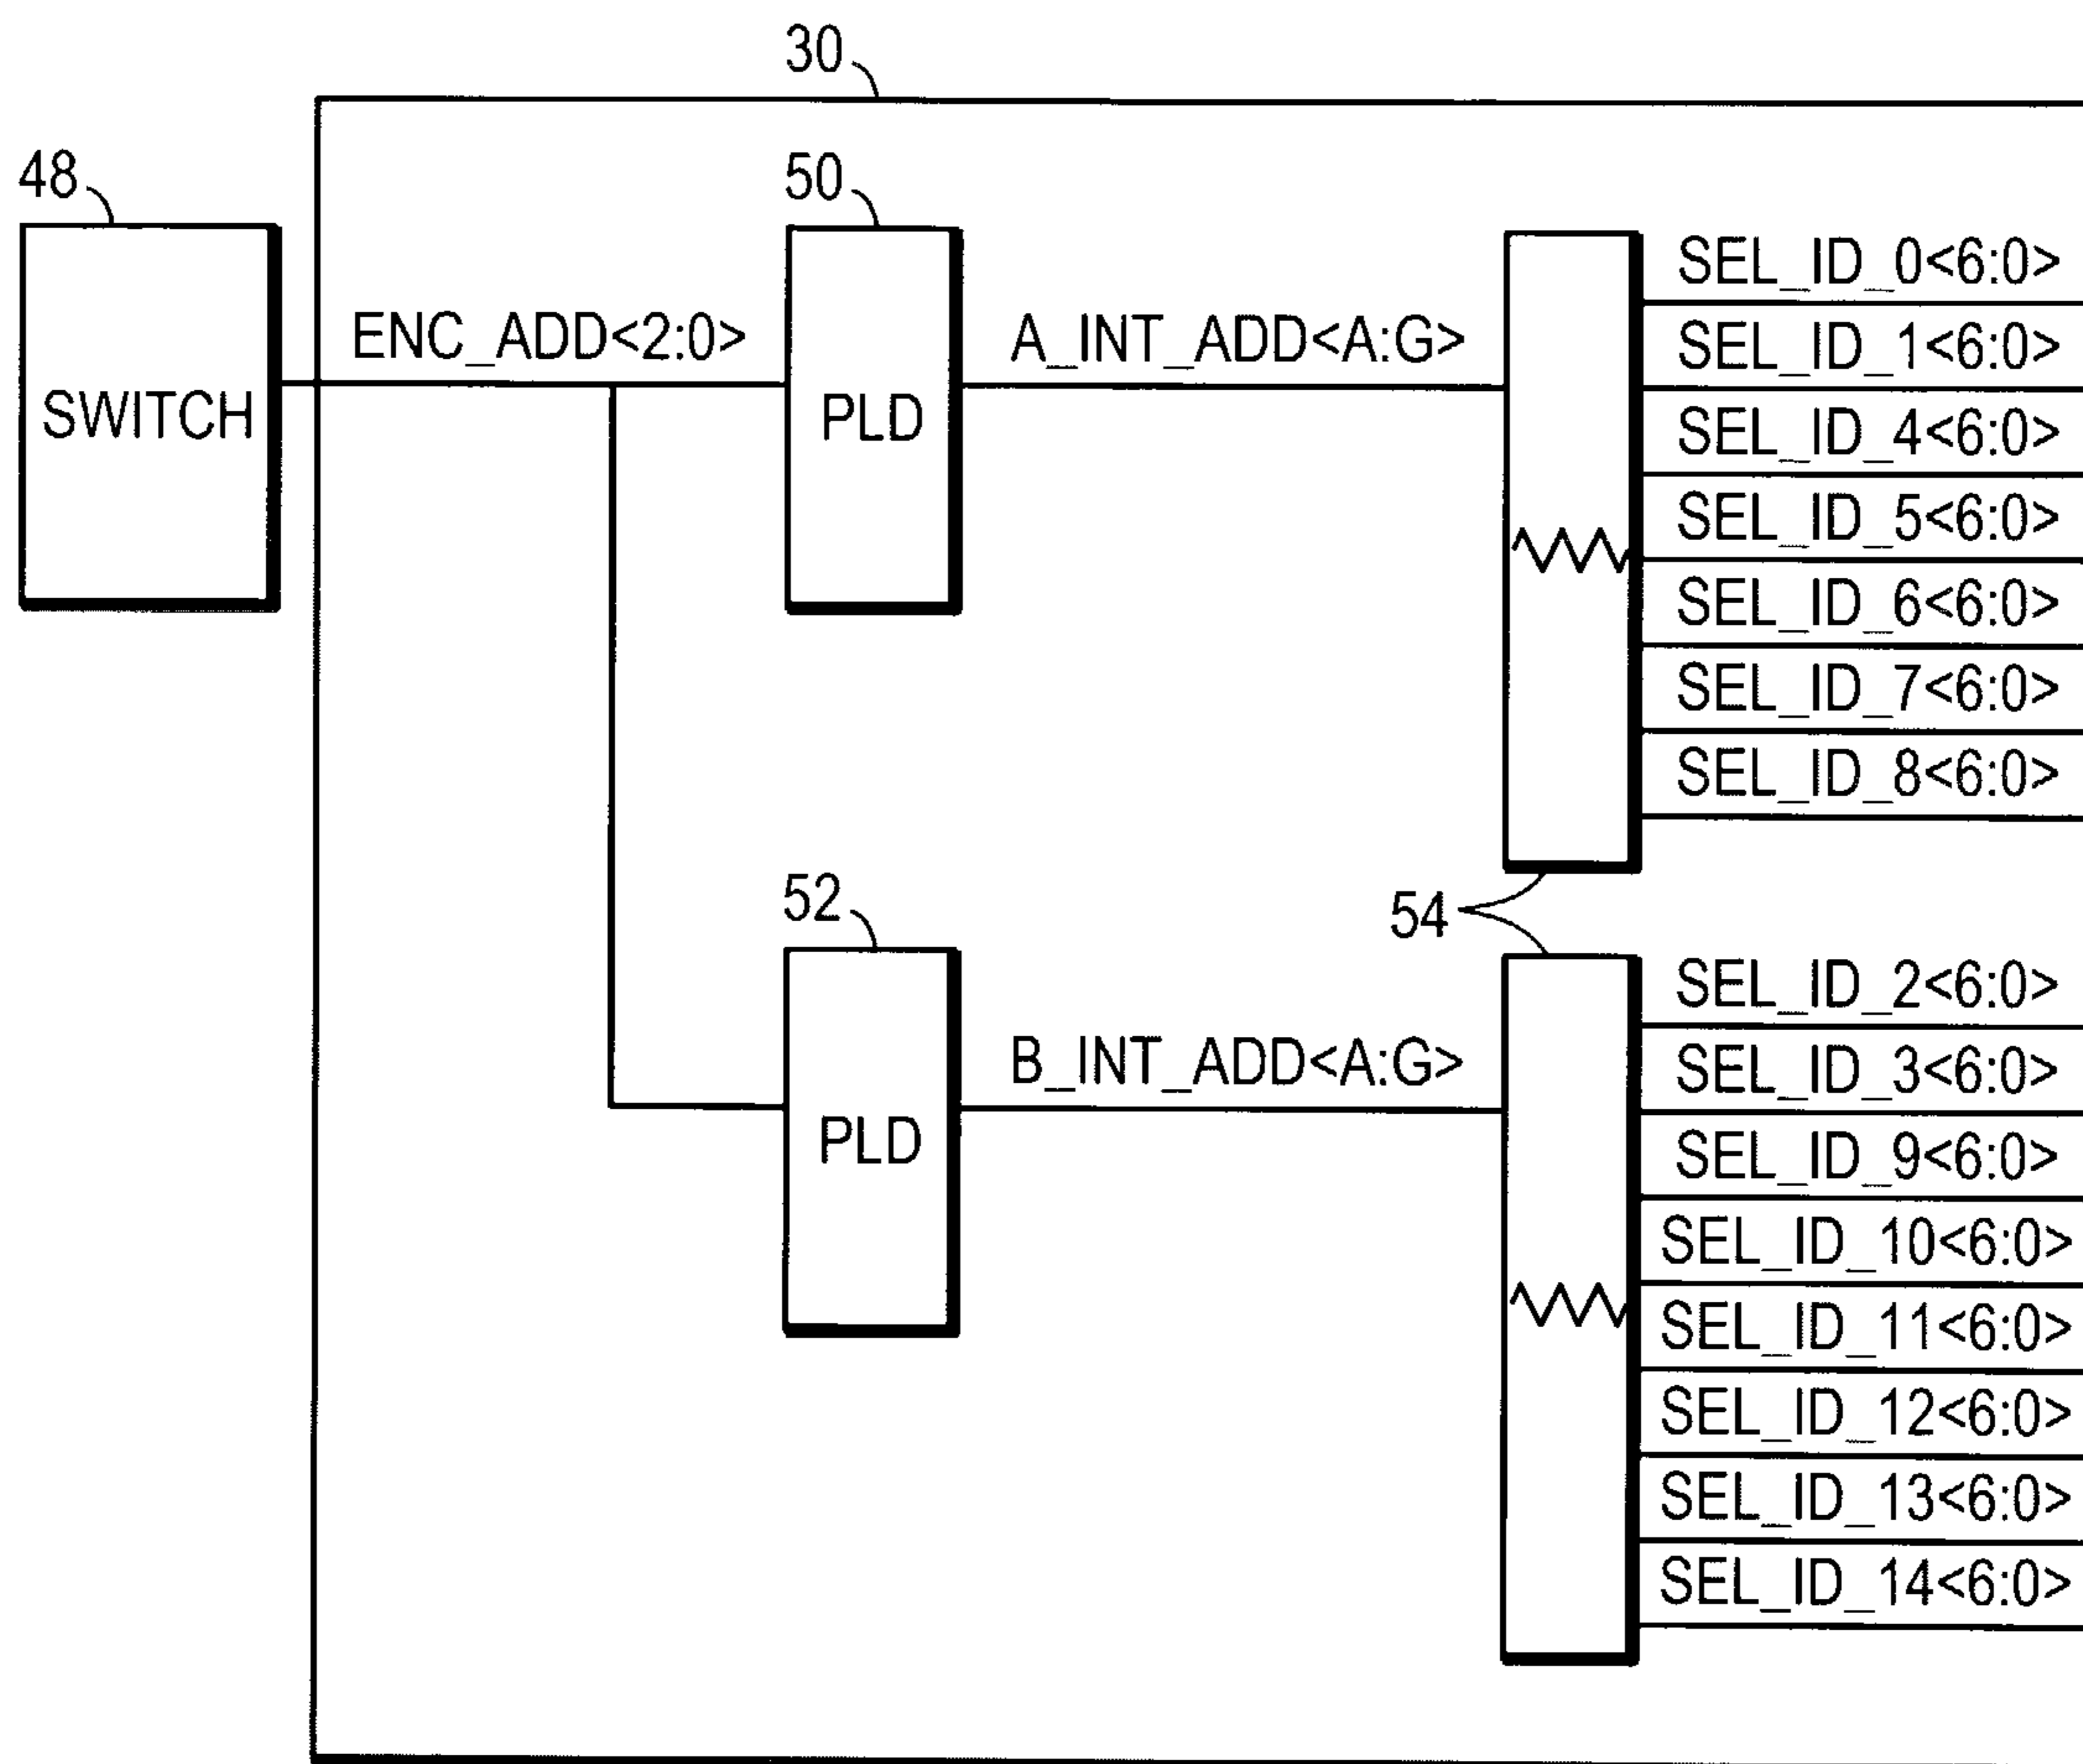 30
48
50
SWITCH
ENC_ADD<2:0>
PLD
A_INT_ADD<A:G>
SEL_ID_0<6:0>
SEL_ID_1<6:0>
SEL_ID_4<6:0>
SEL_ID_5<6:0>
SEL_ID_6<6:0>
SEL_ID_7<6:0>
SEL_ID_8<6:0>
54
52
PLD
B_INT_ADD<A:G>
SEL_ID_2<6:0>
SEL_ID_3<6:0>
SEL_ID_9<6:0>
SEL_ID_10<6:0>
SEL_ID_11<6:0>
SEL_ID_12<6:0>
SEL_ID_13<6:0>
SEL_ID_14<6:0>